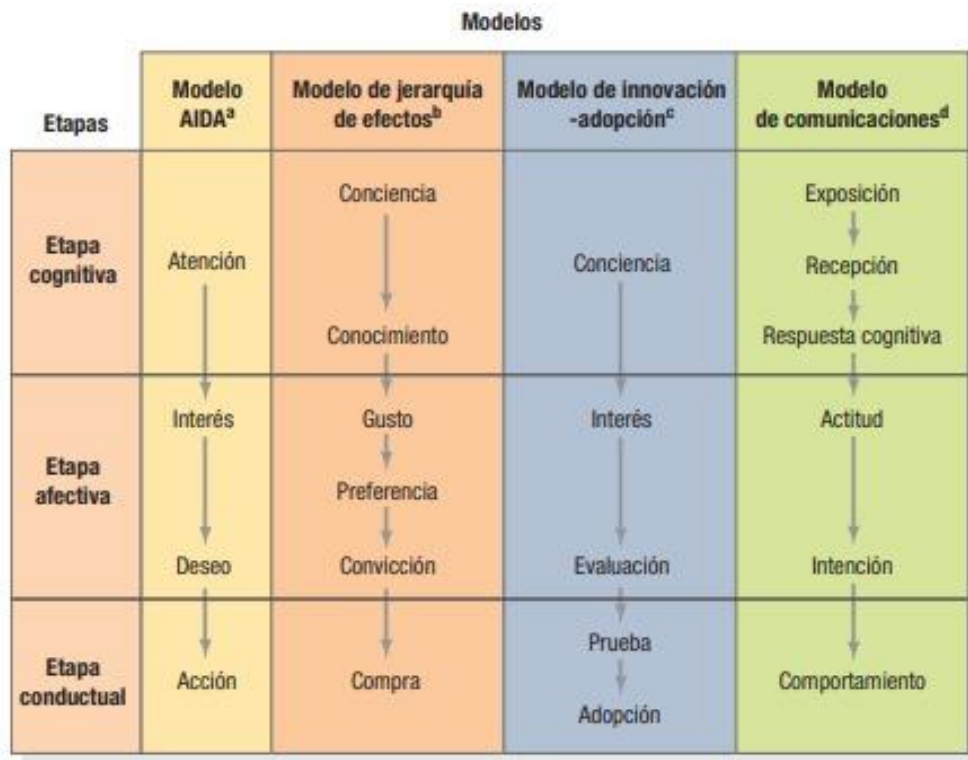 Modelos
Etapas
Modelo
AIDAª
Modelo de jerarquía
de efectosᵇ
Modelo de innovación
-adopciónᶜ
Modelo
de comunicacionesᵈ
Etapa
cognitiva
Atención
Conciencia
Conocimiento
Conciencia
Exposición
Recepción
Respuesta cognitiva
Etapa
afectiva
Interés
Deseo
Gusto
Preferencia
Convicción
Interés
Evaluación
Actitud
Intención
Etapa
conductual
Acción
Compra
Prueba
Adopción
Comportamiento